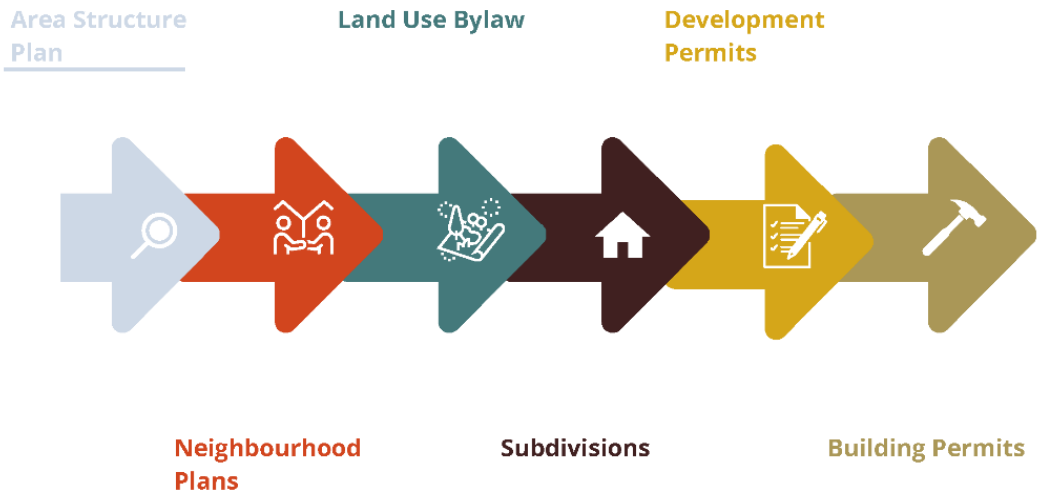 Area Structure
Plan
Land Use Bylaw
Development
Permits
Neighbourhood
Plans
Subdivisions
Building Permits